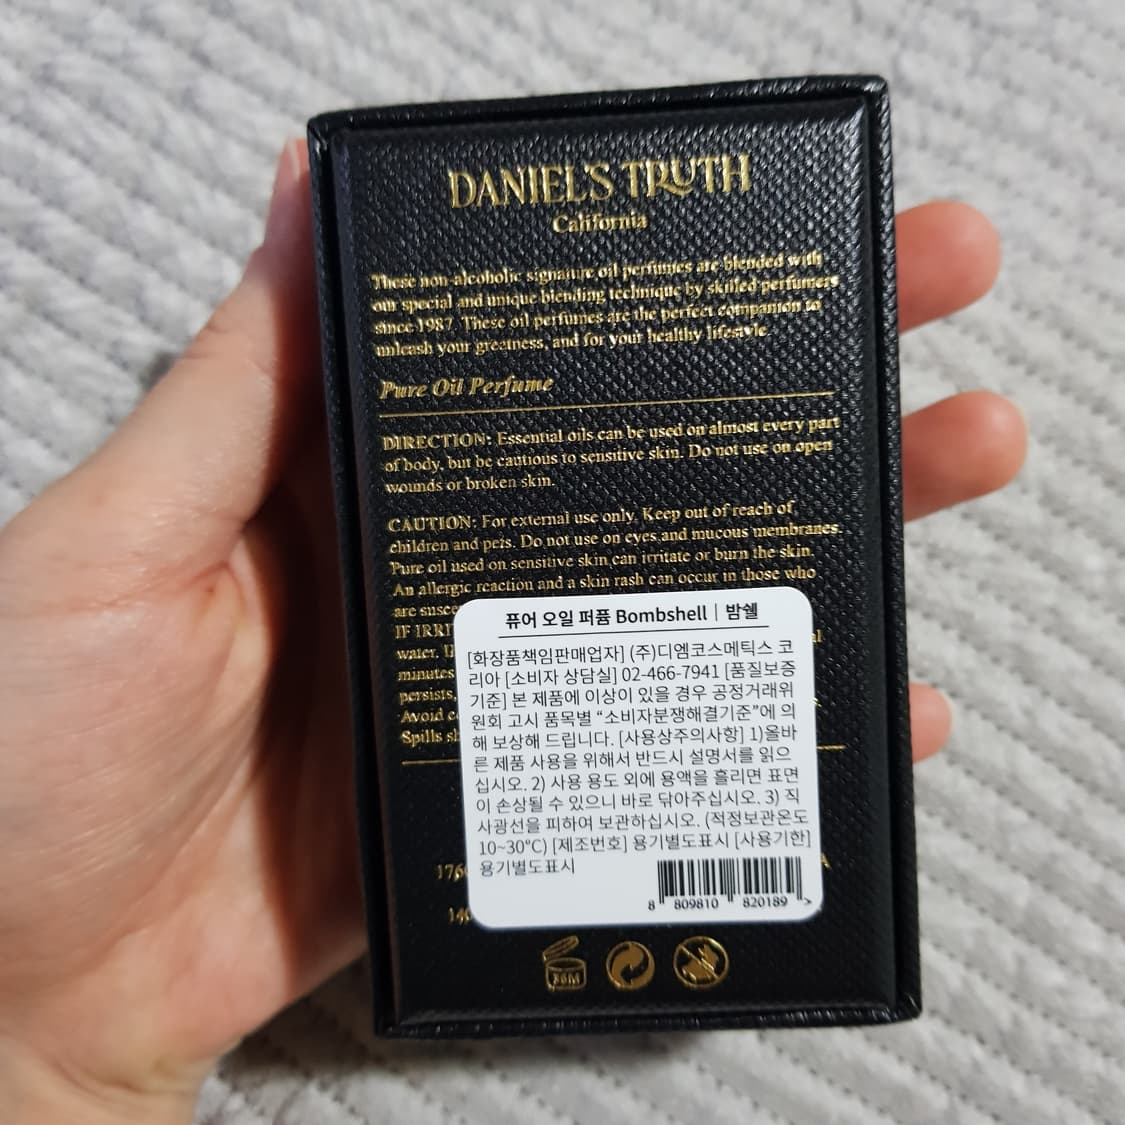 DANIEL'S TRUTH
California
These non-alcoholic signature oil perfumes are blended with
our special and unique blending technique by skilled perfumers
since 1987. These oil perfumes are the perfect companion to
unleash your greatness, and for your healthy lifestyle
Pure Oil Perfume
DIRECTION: Essential oils can be used on almost every part
of body, but be cautious to sensitive skin. Do not use on open
wounds or broken skin.
CAUTION: For external use only. Keep out of reach of
children and pets. Do not use on eyes and mucous membranes.
Pure oil used on sensitive skin can irritate or burn the skin.
An allergic reaction and a skin rash can occur in those who
are
IF
water.
minutes
persists,
Avoid
Spills
퓨어 오일 퍼퓸 Bombshell | 밤쉘
[화장품책임판매업자] (주)디엠코스메틱스 코
리아 [소비자 상담실] 02-466-7941 [품질보증
기준] 본 제품에 이상이 있을 경우 공정거래위
원회 고시 품목별 “소비자분쟁해결기준”에 의
해 보상해 드립니다. [사용상주의사항] 1)올바
른 제품 사용을 위해서 반드시 설명서를 읽으
십시오. 2) 사용 용도 외에 용액을 흘리면 표면
이 손상될 수 있으니 바로 닦아주십시오. 3) 직
사광선을 피하여 보관하십시오. (적정보관온도
10~30°C) [제조번호] 용기별도표시 [사용기한]
용기별도표시
8 809810 820189 >
36M